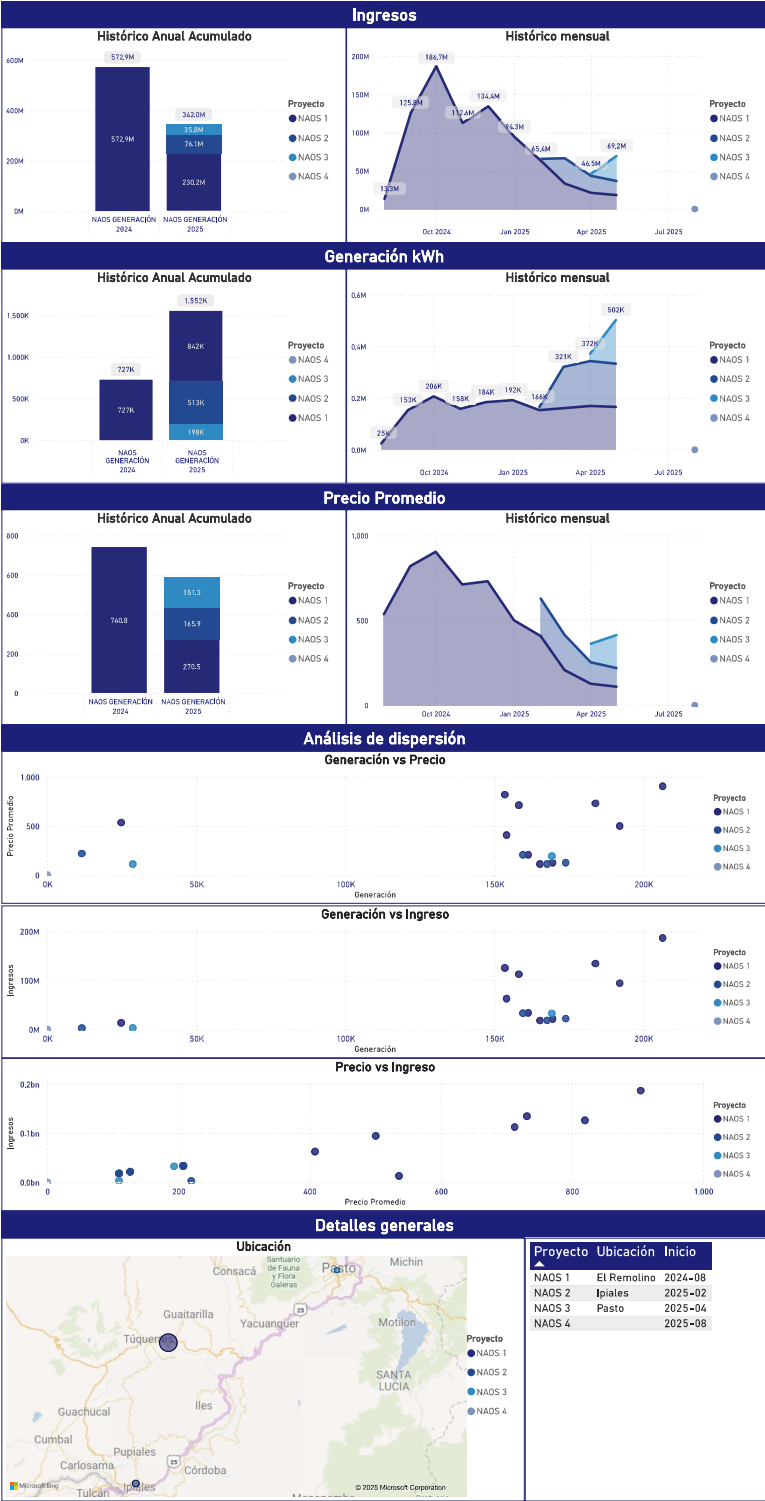 Ingresos
Histórico Anual Acumulado
600M
400M
200M
0M
572.9M
572.9M
342.0M
35.8M
76.1M
230.2M
NAOS GENERACIÓN
2024
NAOS GENERACIÓN
2025
Proyecto
NAOS 1
NAOS 2
NAOS 3
NAOS 4
Histórico mensual
200M
150M
100M
50M
0M
13.3M
125.8M
186.7M
112.6M
134.4M
94.3M
65.4M
46.5M
69.2M
Oct 2024
Jan 2025
Apr 2025
Jul 2025
Proyecto
NAOS 1
NAOS 2
NAOS 3
NAOS 4
Generación kWh
Histórico Anual Acumulado
1,500K
1,000K
500K
0K
727K
727K
1,552K
842K
513K
198K
NAOS
GENERACIÓN
2024
NAOS
GENERACIÓN
2025
Proyecto
NAOS 4
NAOS 3
NAOS 2
NAOS 1
Histórico mensual
0.6M
0.4M
0.2M
0.0M
25K
153K
206K
158K
184K
192K
166K
321K
372K
502K
Oct 2024
Jan 2025
Apr 2025
Jul 2025
Proyecto
NAOS 1
NAOS 2
NAOS 3
NAOS 4
Precio Promedio
Histórico Anual Acumulado
800
600
400
200
0
740.8
151.3
165.9
270.5
NAOS GENERACIÓN
2024
NAOS GENERACIÓN
2025
Proyecto
NAOS 1
NAOS 2
NAOS 3
NAOS 4
Histórico mensual
1,000
500
0
Oct 2024
Jan 2025
Apr 2025
Jul 2025
Proyecto
NAOS 1
NAOS 2
NAOS 3
NAOS 4
Análisis de dispersión
Generación vs Precio
Precio Promedio
1,000
500
0
0K
50K
100K
150K
200K
Generación
Proyecto
NAOS 1
NAOS 2
NAOS 3
NAOS 4
Generación vs Ingreso
Ingresos
200M
100M
0M
0K
50K
100K
150K
200K
Generación
Proyecto
NAOS 1
NAOS 2
NAOS 3
NAOS 4
Precio vs Ingreso
Ingresos
0.2bn
0.1bn
0.0bn
0
200
400
600
800
1,000
Precio Promedio
Proyecto
NAOS 1
NAOS 2
NAOS 3
NAOS 4
Detalles generales
Ubicación
Santuario
de Fauna
y Flora
Galeras
Consacá
Pasto
Michin
25
Guaitarilla
Yacuanquer
Motilon
Túquerres
SANTA
LUCIA
Iles
Guachucal
Cumbal
Pupiales
Carlosama
25
Córdoba
Ipiales
Tulcán
Microsoft Bing
© 2025 Microsoft Corporation
Proyecto
NAOS 1
NAOS 2
NAOS 3
NAOS 4
Proyecto Ubicación Inicio
NAOS 1 El Remolino 2024-08
NAOS 2 Ipiales 2025-02
NAOS 3 Pasto 2025-04
NAOS 4 2025-08